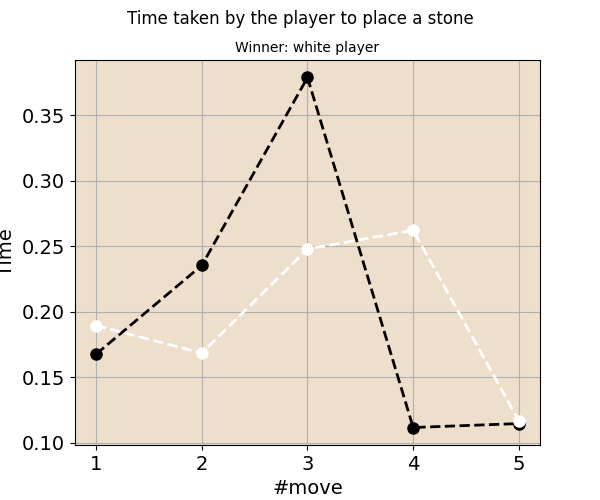 Time taken by the player to place a stone
Winner: white player
Time
0.35
0.30
0.25
0.20
0.15
0.10
1 2 3 4 5
#move